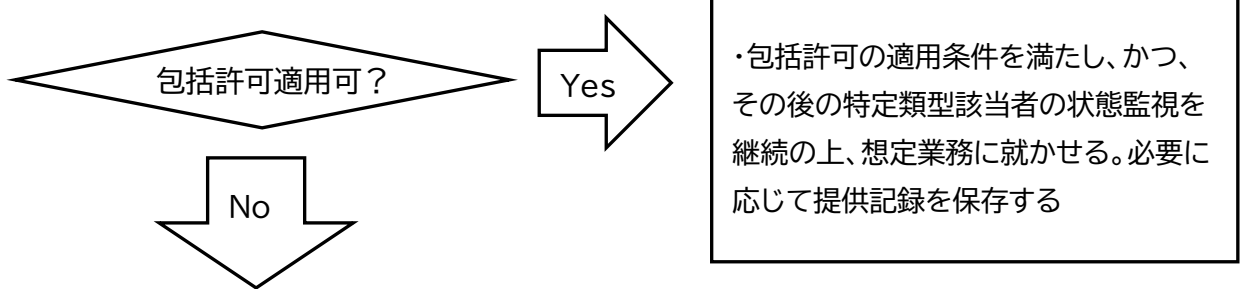 包括許可適用可？
Yes
・包括許可の適用条件を満たし、かつ、
その後の特定類型該当者の状態監視を
継続の上、想定業務に就かせる。必要に
応じて提供記録を保存する
No